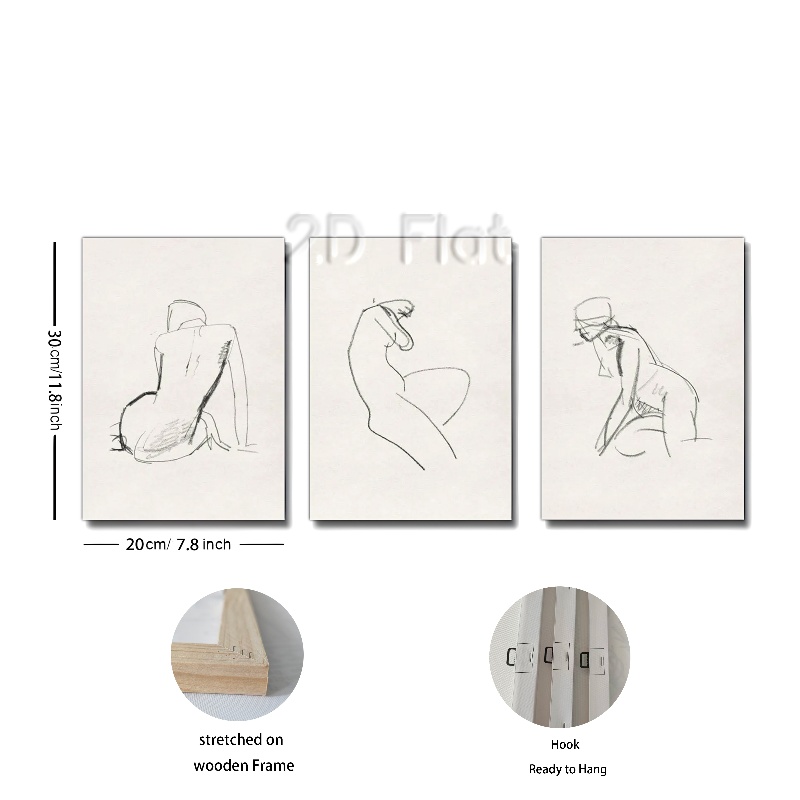 2D Flat
30cm/11.8inch
20cm/ 7.8 inch
stretched on
wooden Frame
Hook
Ready to Hang